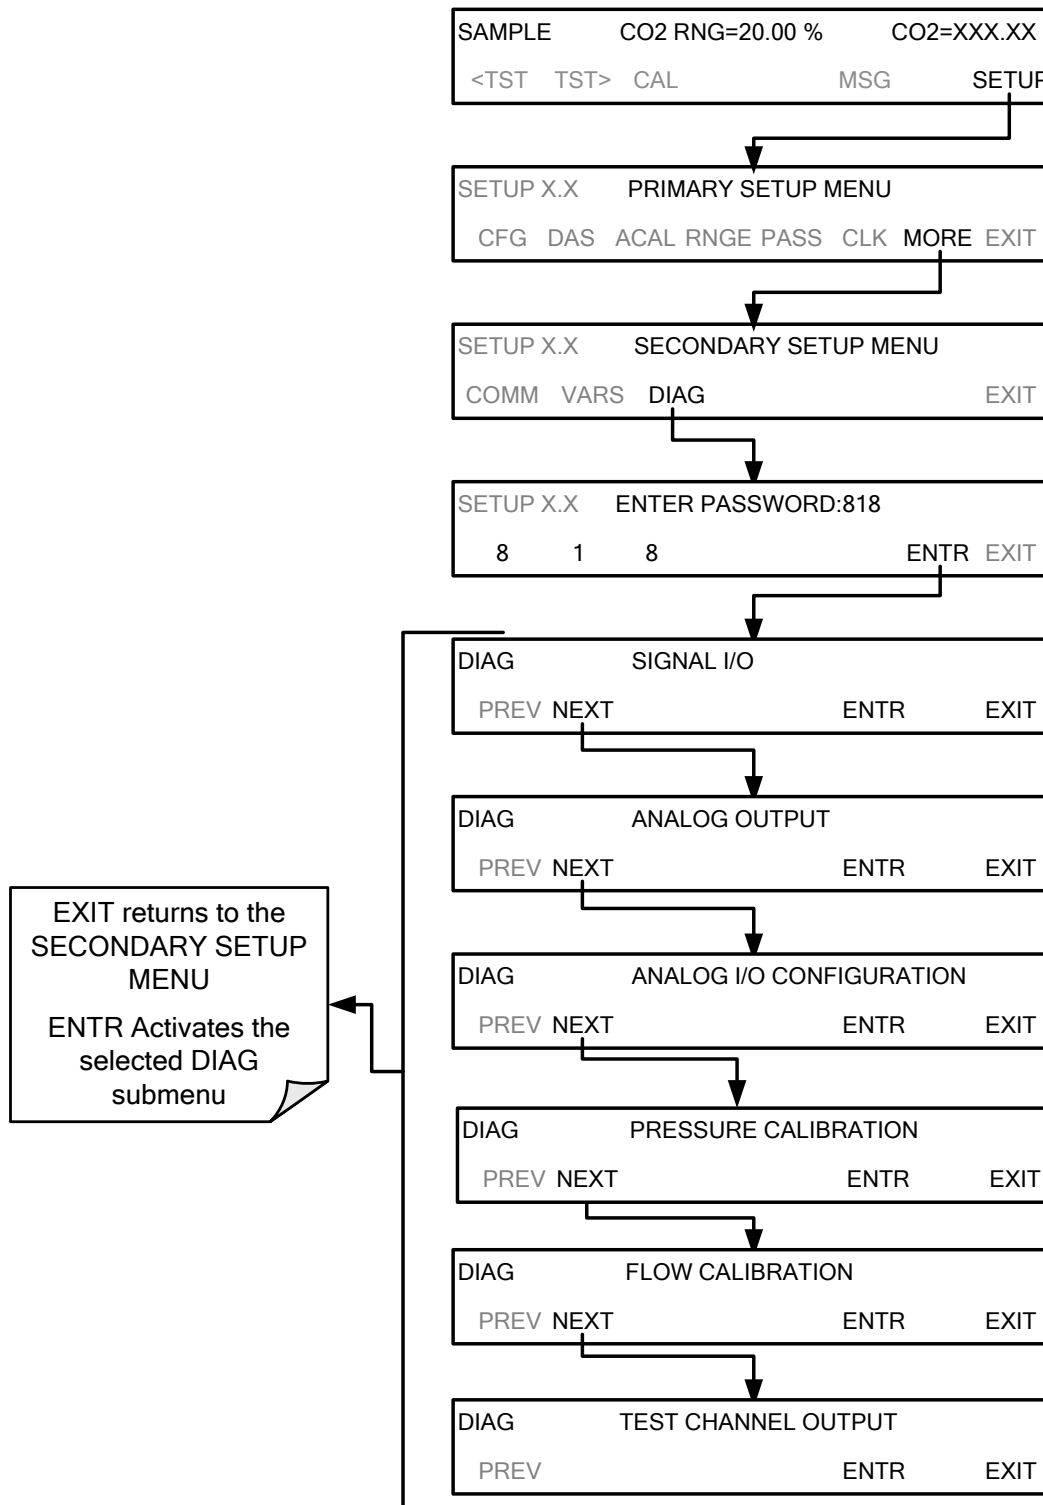 SAMPLE CO2 RNG=20.00 % CO2=XXX.XX
<TST TST> CAL MSG SETUP
SETUP X.X PRIMARY SETUP MENU
CFG DAS ACAL RNGE PASS CLK MORE EXIT
SETUP X.X SECONDARY SETUP MENU
COMM VARS DIAG EXIT
SETUP X.X ENTER PASSWORD:818
8 1 8 ENTR EXIT
DIAG SIGNAL I/O
PREV NEXT ENTR EXIT
DIAG ANALOG OUTPUT
PREV NEXT ENTR EXIT
EXIT returns to the
SECONDARY SETUP
MENU
ENTR Activates the
selected DIAG
submenu
DIAG ANALOG I/O CONFIGURATION
PREV NEXT ENTR EXIT
DIAG PRESSURE CALIBRATION
PREV NEXT ENTR EXIT
DIAG FLOW CALIBRATION
PREV NEXT ENTR EXIT
DIAG TEST CHANNEL OUTPUT
PREV ENTR EXIT